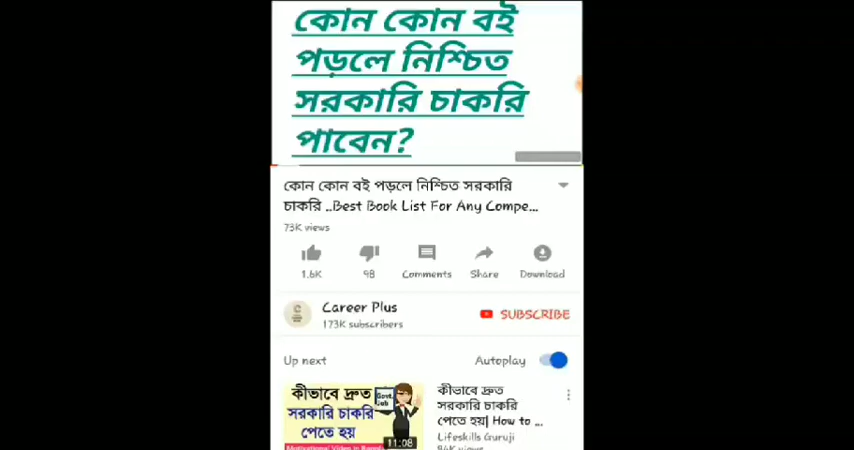 কোন কোন বই
পড়লে নিশ্চিত
সরকারি চাকরি
পাবেন?
কোন কোন বই পড়লে নিশ্চিত সরকারি
চাকরি ..Best Book List For Any Compe...
73K views
1.6K 98 Comments Share Download
Career Plus
173K subscribers
SUBSCRIBE
Up next
Autoplay
কীভাবে দ্রুত
সরকারি চাকরি
পেতে হয়
Govt. Job
11:08
কীভাবে দ্রুত
সরকারি চাকরি
পেতে হয়| How to ...
Lifeskills Guruji